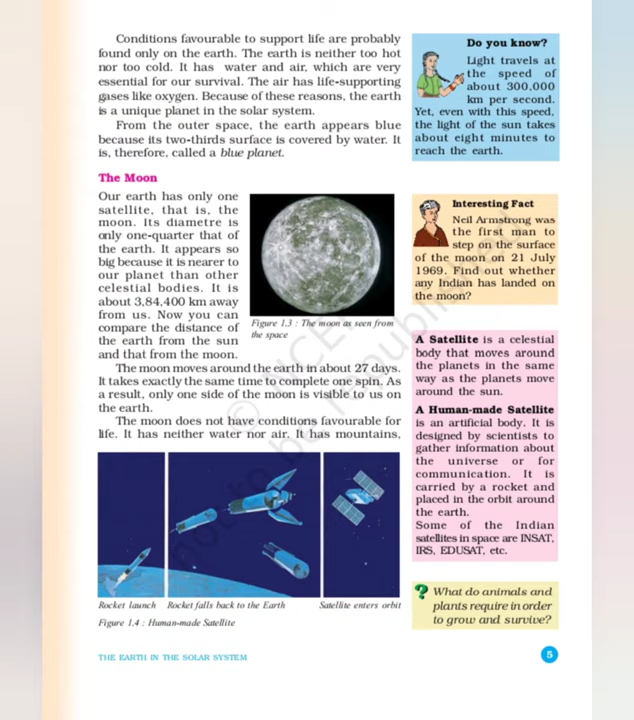 Conditions favourable to support life are probably
found only on the earth. The earth is neither too hot
nor too cold. It has water and air, which are very
essential for our survival. The air has life-supporting
gases like oxygen. Because of these reasons, the earth
is a unique planet in the solar system.
From the outer space, the earth appears blue
because its two-thirds surface is covered by water. It
is, therefore, called a blue planet.
The Moon
Our earth has only one
satellite, that is, the
moon. Its diametre is
only one-quarter that of
the earth. It appears so
big because it is nearer to
our planet than other
celestial bodies. It is
about 3,84,400 km away
from us. Now you can
compare the distance of
the earth from the sun
and that from the moon.
Figure 1.3 : The moon as seen from
the space
The moon moves around the earth in about 27 days.
It takes exactly the same time to complete one spin. As
a result, only one side of the moon is visible to us on
the earth.
The moon does not have conditions favourable for
life. It has neither water nor air. It has mountains,
Rocket launch Rocket falls back to the Earth Satellite enters orbit
Figure 1.4 : Human-made Satellite
Do you know?
Light travels at
the speed of
about 300,000
km per second.
Yet, even with this speed,
the light of the sun takes
about eight minutes to
reach the earth.
Interesting Fact
Neil Armstrong was
the first man to
step on the surface
of the moon on 21 July
1969. Find out whether
any Indian has landed on
the moon?
A Satellite is a celestial
body that moves around
the planets in the same
way as the planets move
around the sun.
A Human-made Satellite
is an artificial body. It is
designed by scientists to
gather information about
the universe or for
communication. It is
carried by a rocket and
placed in the orbit around
the earth.
Some of the Indian
satellites in space are INSAT,
IRS, EDUSAT, etc.
? What do animals and
plants require in order
to grow and survive?
THE EARTH IN THE SOLAR SYSTEM
5
© NCERT
not to be republished